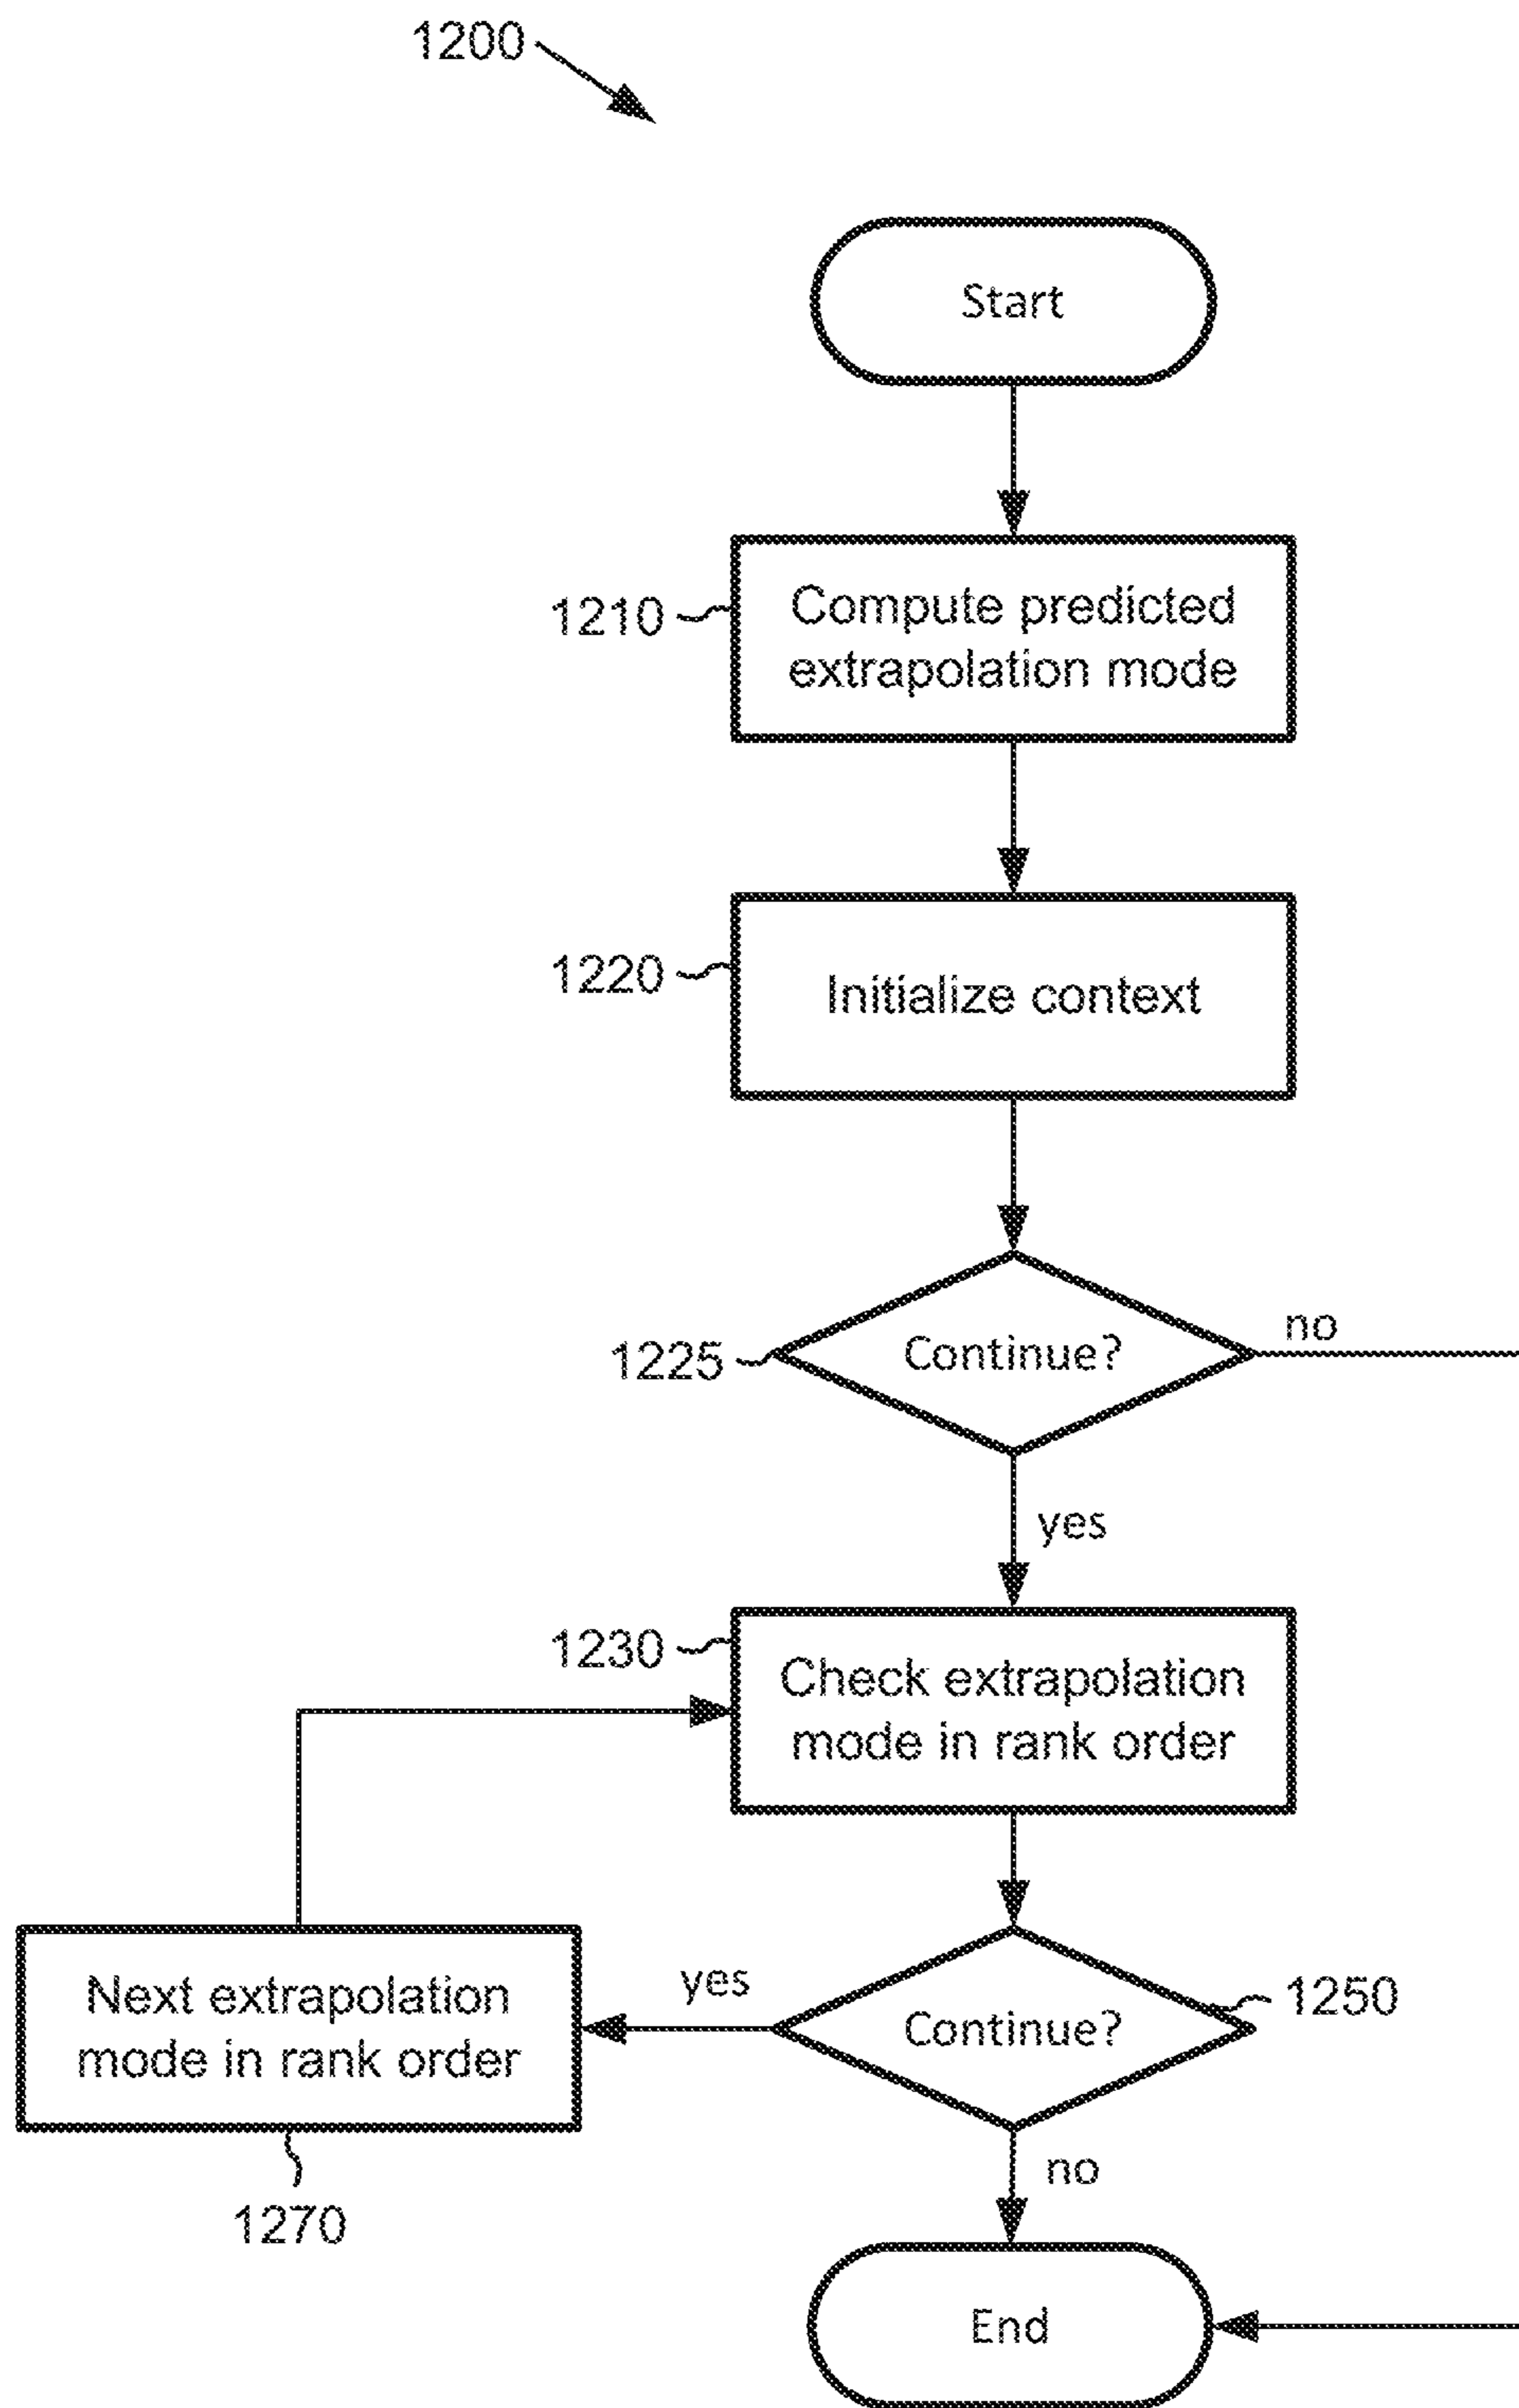 1200
Start
1210
Compute predicted
extrapolation mode
1220
Initialize context
1225
Continue?
no
yes
1230
Check extrapolation
mode in rank order
Next extrapolation
mode in rank order
yes
Continue?
1250
1270
no
End